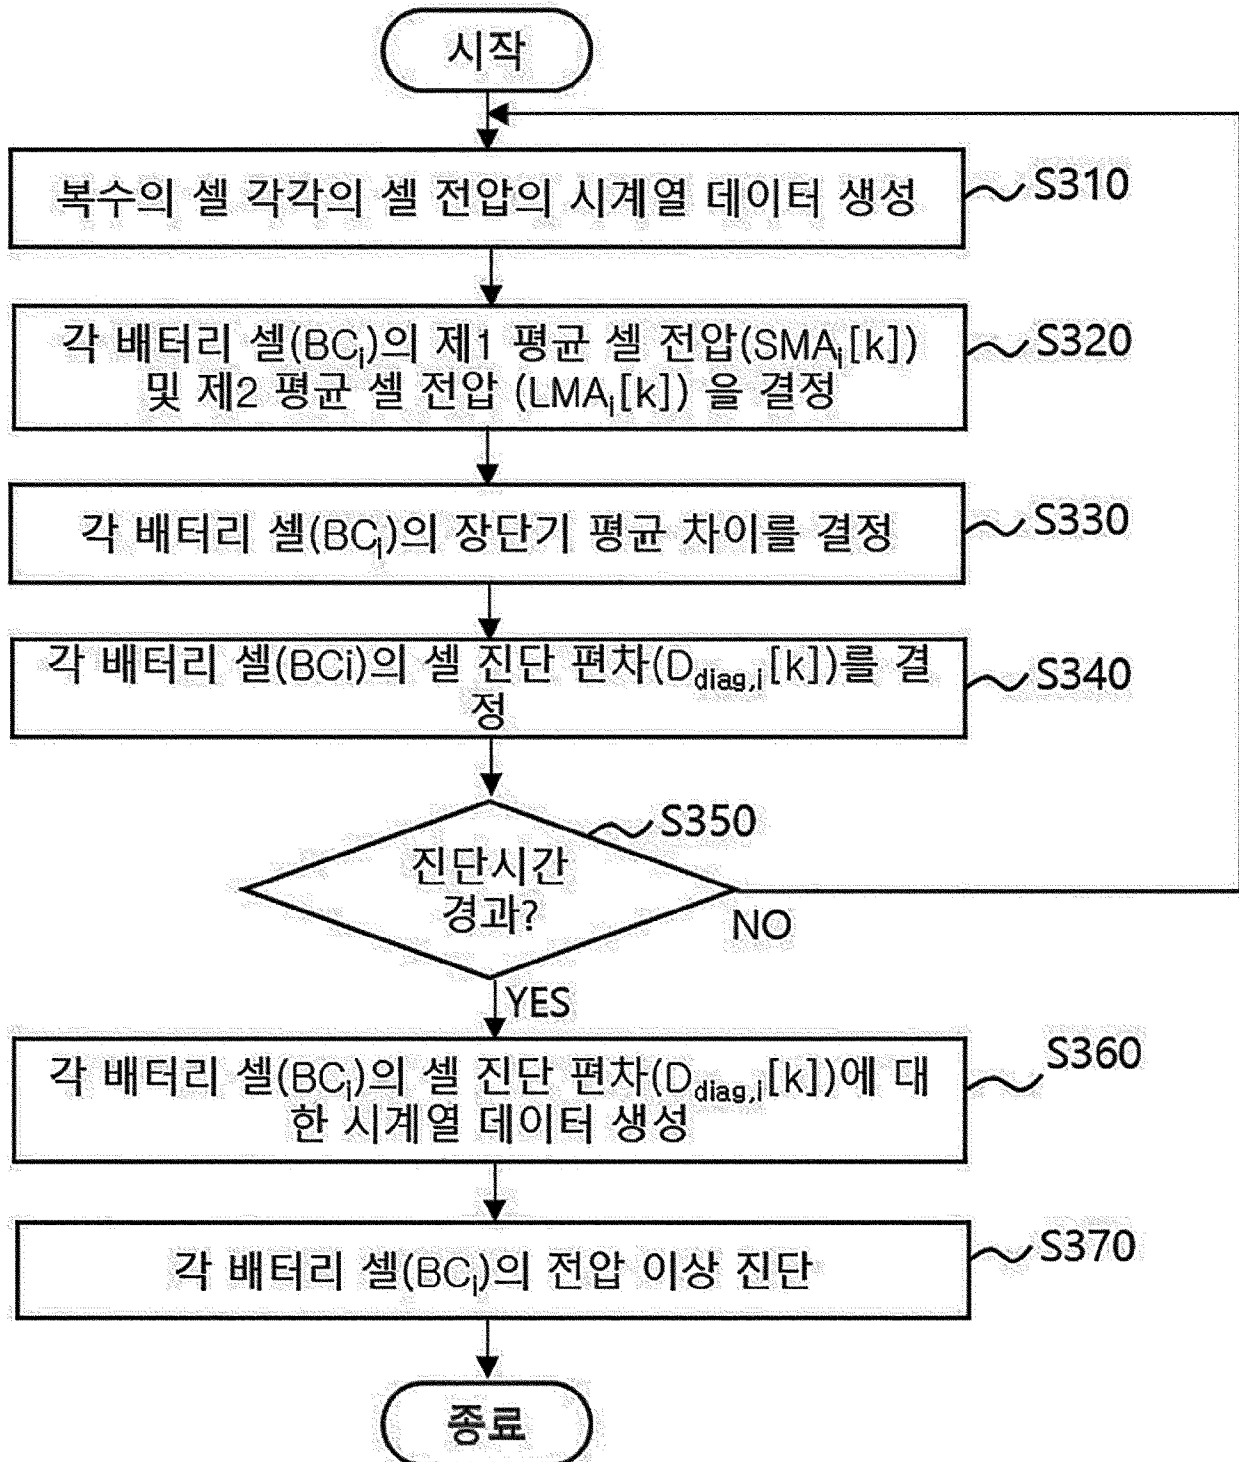 시작
복수의 셀 각각의 셀 전압의 시계열 데이터 생성
S310
각 배터리 셀(BCi)의 제1 평균 셀 전압(SMAi[k])
및 제2 평균 셀 전압 (LMAi[k]) 을 결정
S320
각 배터리 셀(BCi)의 장단기 평균 차이를 결정
S330
각 배터리 셀(BCi)의 셀 진단 편차(Ddiag,i[k])를 결
정
S340
진단시간
경과?
S350
NO
YES
각 배터리 셀(BCi)의 셀 진단 편차(Ddiag,i[k])에 대
한 시계열 데이터 생성
S360
각 배터리 셀(BCi)의 전압 이상 진단
S370
종료